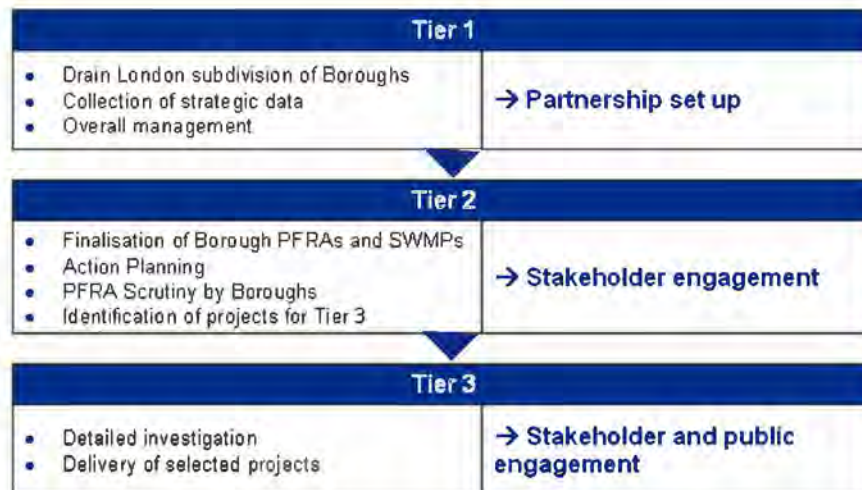 Tier 1
• Drain London subdivision of Boroughs
• Collection of strategic data
• Overall management
→ Partnership set up
Tier 2
• Finalisation of Borough PFRAs and SWMPs
• Action Planning
• PFRA Scrutiny by Boroughs
• Identification of projects for Tier 3
→ Stakeholder engagement
Tier 3
• Detailed investigation
• Delivery of selected projects
→ Stakeholder and public
engagement